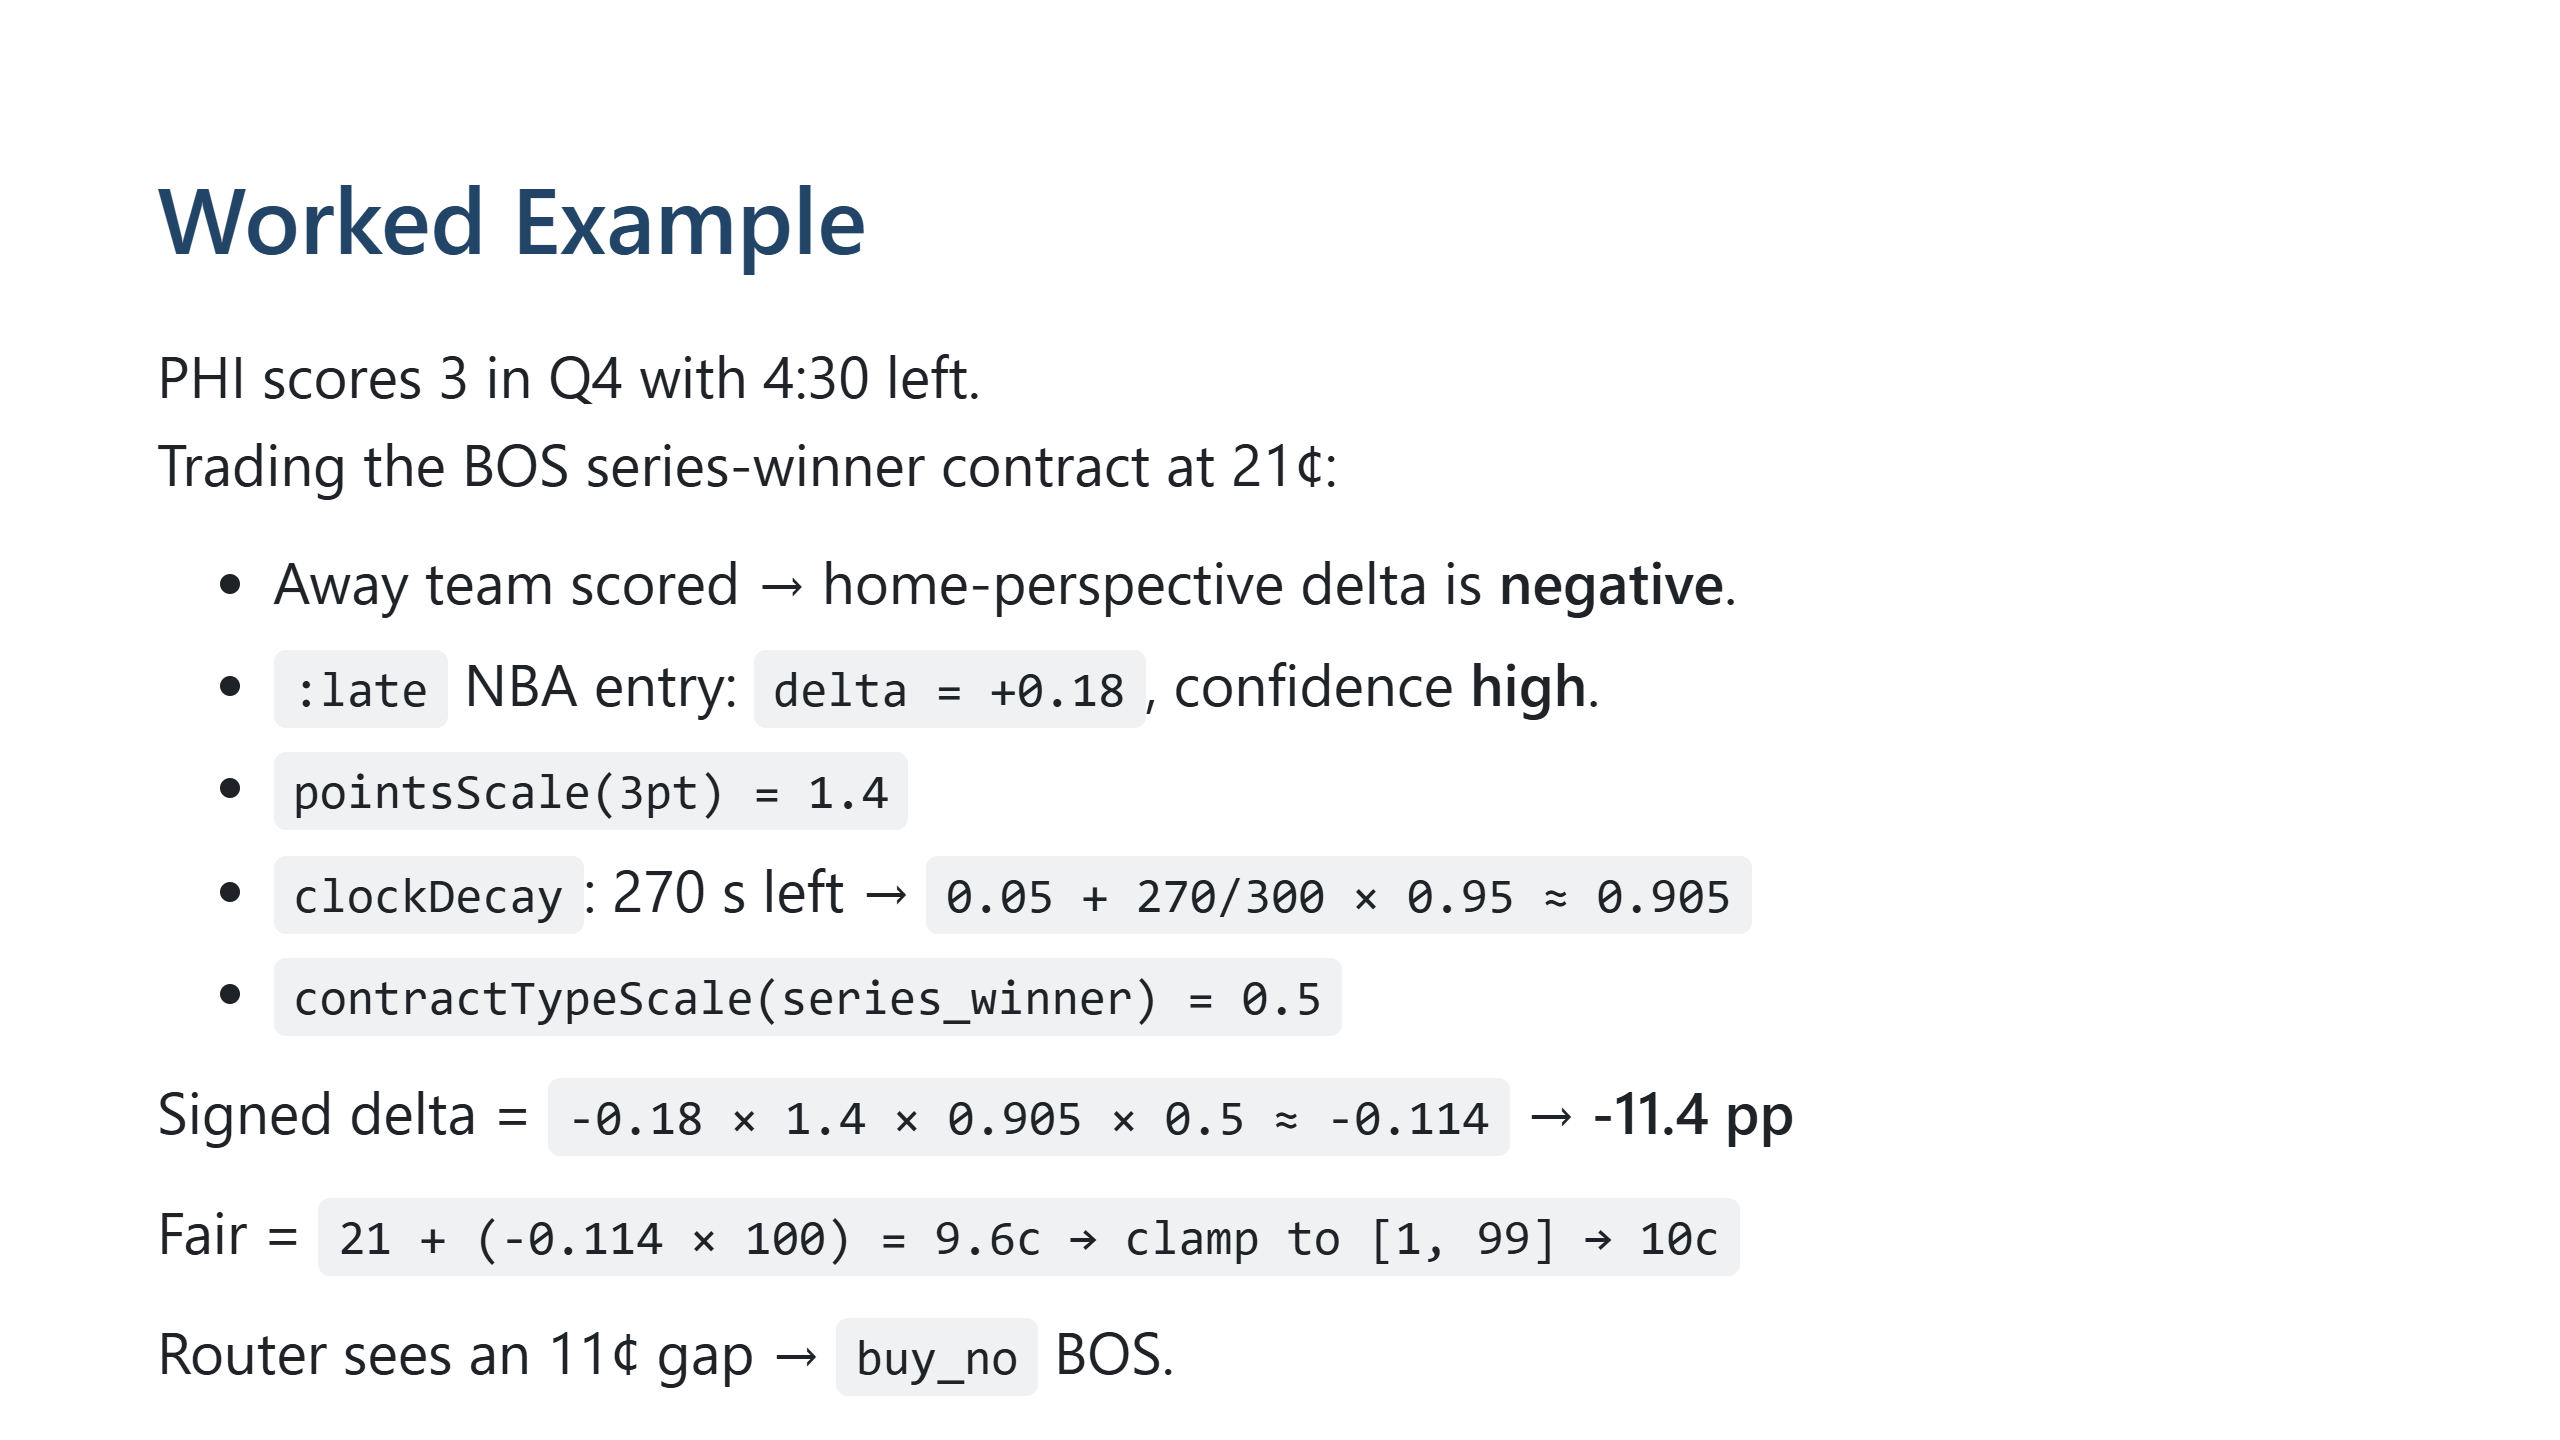 Worked Example
PHI scores 3 in Q4 with 4:30 left.
Trading the BOS series-winner contract at 21¢:
• Away team scored → home-perspective delta is negative.
• :late NBA entry: delta = +0.18, confidence high.
• pointsScale(3pt) = 1.4
• clockDecay: 270 s left → 0.05 + 270/300 × 0.95 ≈ 0.905
• contractTypeScale(series_winner) = 0.5
Signed delta = -0.18 × 1.4 × 0.905 × 0.5 ≈ -0.114 → -11.4 pp
Fair = 21 + (-0.114 × 100) = 9.6c → clamp to [1, 99] → 10c
Router sees an 11¢ gap → buy_no BOS.